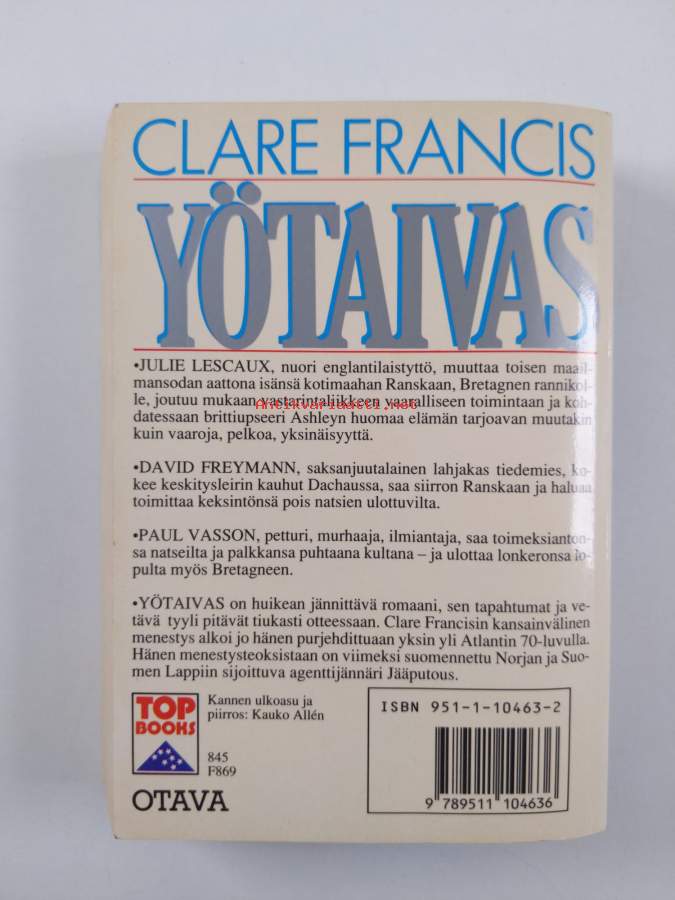 CLARE FRANCIS
YÖTAIVAS
•JULIE LESCAUX, nuori englantilaistyttö, muuttaa toisen maail-
mansodan aattona isänsä kotimaahan Ranskaan, Bretagnen rannikol-
le, joutuu mukaan vastarintaliikkeen vaaralliseen toimintaan ja koh-
Antikvariaatti.net
datessaan brittiupseeri Ashleyn huomaa elämän tarjoavan muutakin
kuin vaaroja, pelkoa, yksinäisyyttä.
•DAVID FREYMANN, saksanjuutalainen lahjakas tiedemies, ko-
kee keskitysleirin kauhut Dachaussa, saa siirron Ranskaan ja haluaa
toimittaa keksintönsä pois natsien ulottuvilta.
•PAUL VASSON, petturi, murhaaja, ilmiantaja, saa toimeksianton-
sa natseilta ja palkkansa puhtaana kultana – ja ulottaa lonkeronsa lo-
pulta myös Bretagneen.
•YÖTAIVAS on huikean jännittävä romaani, sen tapahtumat ja ve-
tävä tyyli pitävät tiukasti otteessaan. Clare Francisin kansainvälinen
menestys alkoi jo hänen purjehdittuaan yksin yli Atlantin 70-luvulla.
Hänen menestysteoksistaan on viimeksi suomennettu Norjan ja Suo-
men Lappiin sijoittuva agenttijännäri Jääputous.
TOP
BOOKS
Kannen ulkoasu ja
piirros: Kauko Allén
845
F869
OTAVA
ISBN 951-1-10463-2
9 789511 104636